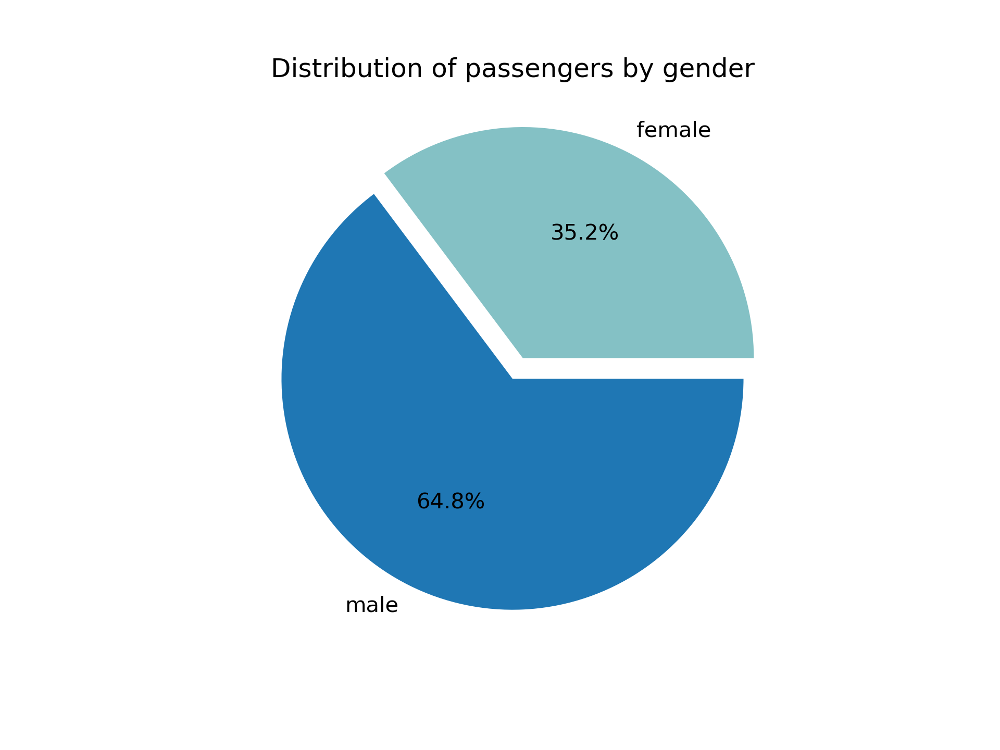 Distribution of passengers by gender
female
35.2%
64.8%
male